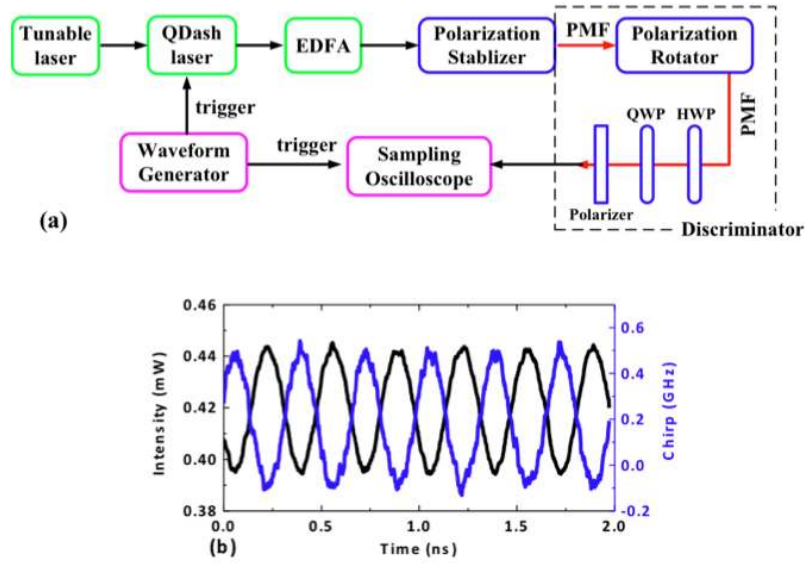 Tunable
laser
QDash
laser
EDFA
Polarization
Stablizer
PMF
Polarization
Rotator
trigger
PMF
QWP
HWP
Waveform
Generator
trigger
Sampling
Oscilloscope
Polarizer
Discriminator
(a)
0.46
0.44
0.42
0.40
0.38
Intensity (mW)
0.6
0.4
0.2
0.0
-0.2
Chirp (GHz)
0.0
0.5
1.0
1.5
2.0
(b)
Time (ns)